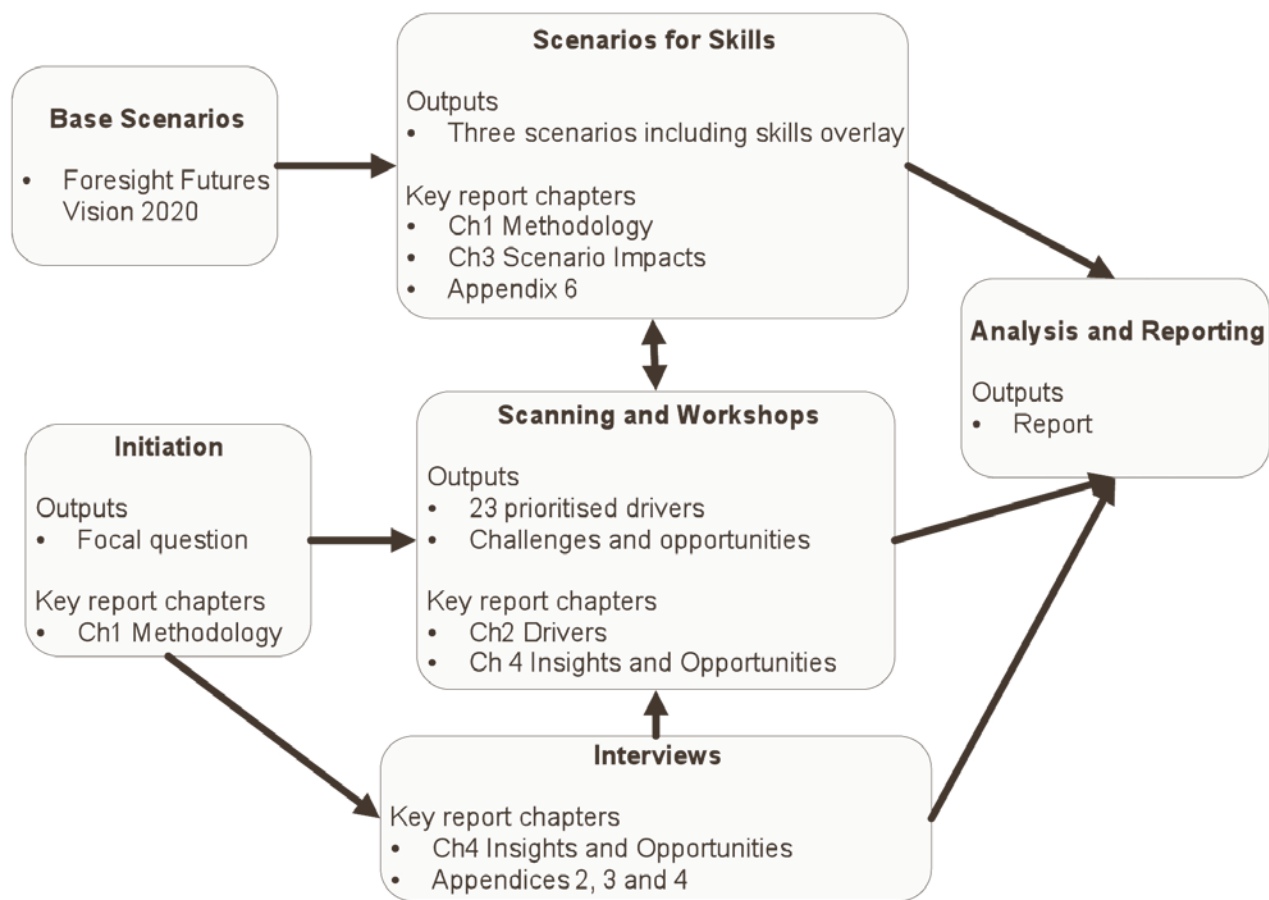 Scenarios for Skills
Outputs
• Three scenarios including skills overlay
Key report chapters
• Ch1 Methodology
• Ch3 Scenario Impacts
• Appendix 6
Base Scenarios
• Foresight Futures
Vision 2020
Analysis and Reporting
Outputs
• Report
Scanning and Workshops
Outputs
• 23 prioritised drivers
• Challenges and opportunities
Key report chapters
• Ch2 Drivers
• Ch 4 Insights and Opportunities
Initiation
Outputs
• Focal question
Key report chapters
• Ch1 Methodology
Interviews
Key report chapters
• Ch4 Insights and Opportunities
• Appendices 2, 3 and 4